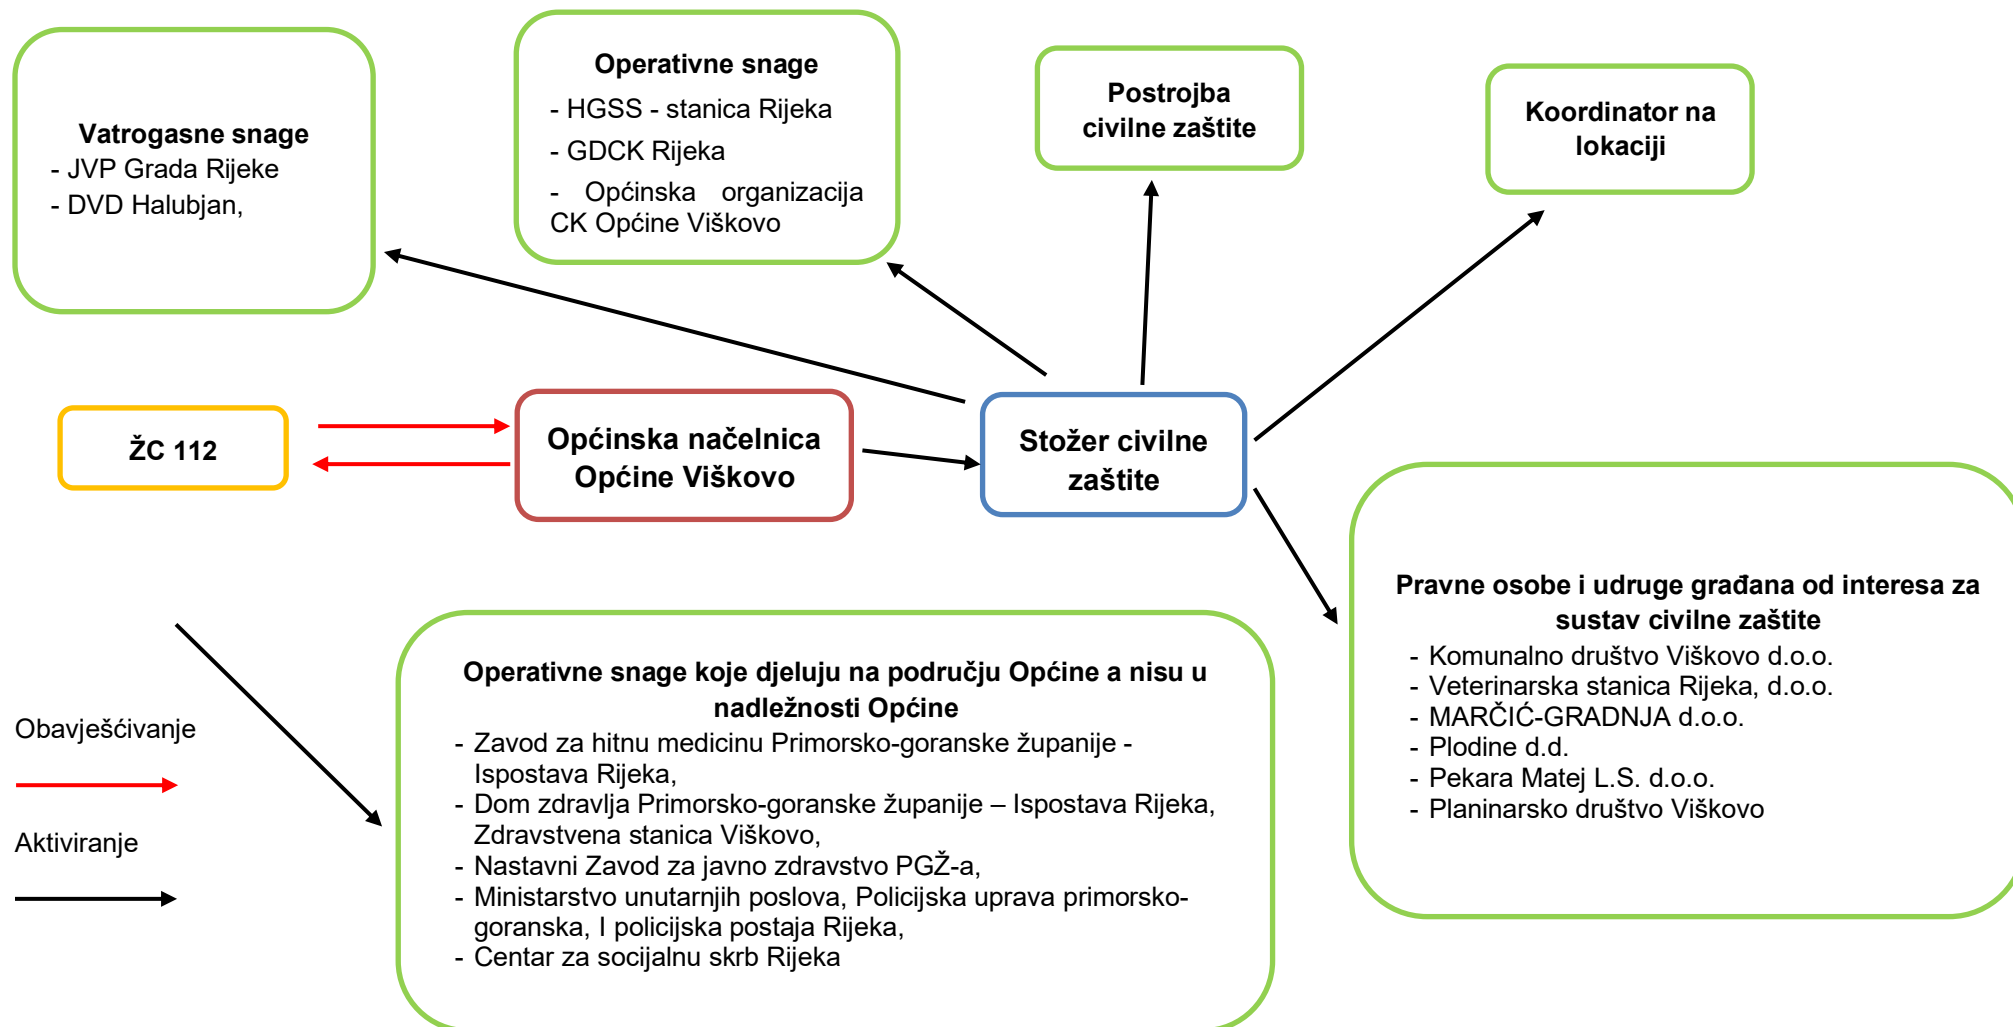 Vatrogasne snage
- JVP Grada Rijeke
- DVD Halubjan,
Operativne snage
- HGSS - stanica Rijeka
- GDCK Rijeka
- Općinska organizacija
CK Općine Viškovo
Postrojba
civilne zaštite
Koordinator na
lokaciji
ŽC 112
Općinska načelnica
Općine Viškovo
Stožer civilne
zaštite
Pravne osobe i udruge građana od interesa za
sustav civilne zaštite
- Komunalno društvo Viškovo d.o.o.
- Veterinarska stanica Rijeka, d.o.o.
- MARČIĆ-GRADNJA d.o.o.
- Plodine d.d.
- Pekara Matej L.S. d.o.o.
- Planinarsko društvo Viškovo
Operativne snage koje djeluju na području Općine a nisu u
nadležnosti Općine
- Zavod za hitnu medicinu Primorsko-goranske županije -
Ispostava Rijeka,
- Dom zdravlja Primorsko-goranske županije – Ispostava Rijeka,
Zdravstvena stanica Viškovo,
- Nastavni Zavod za javno zdravstvo PGŽ-a,
- Ministarstvo unutarnjih poslova, Policijska uprava primorsko-
goranska, I policijska postaja Rijeka,
- Centar za socijalnu skrb Rijeka
Obavješćivanje
Aktiviranje